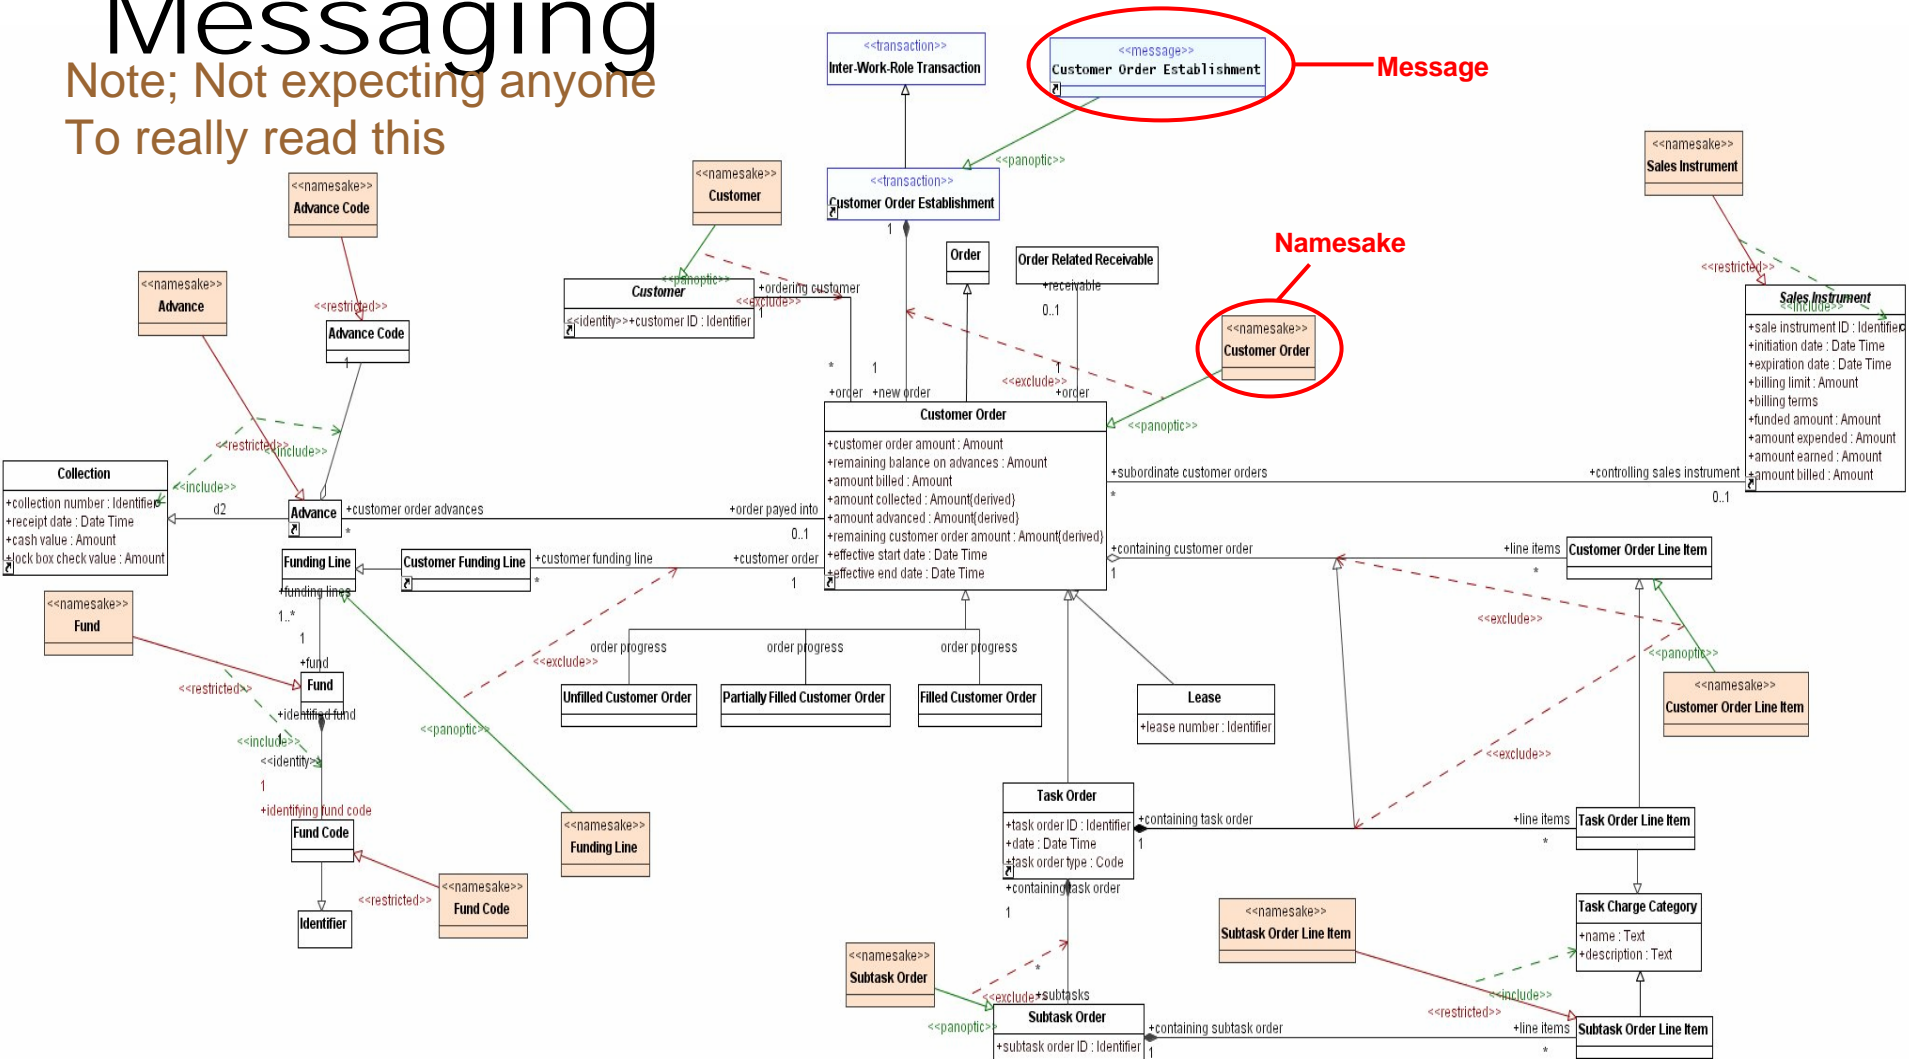 Messaging
Note; Not expecting anyone
To really read this
<<transaction>>
Inter-Work-Role Transaction
<<message>>
Customer Order Establishment
Message
<<panoptic>>
<<transaction>>
Customer Order Establishment
1
<<namesake>>
Sales Instrument
<<namesake>>
Customer
<<namesake>>
Advance Code
<<namesake>>
Advance
<<restricted>>
Advance Code
1
<<panoptic>>
Customer
<<identity>>+customer ID : Identifier
+ordering customer
<<exclude>>
1
Order
Order Related Receivable
+receivable
0..1
Namesake
<<namesake>>
Customer Order
<<restricted>>
Sales Instrument
<<include>>
+sale instrument ID : Identifier
+initiation date : Date Time
+expiration date : Date Time
+billing limit : Amount
+billing terms
+funded amount : Amount
+amount expended : Amount
+amount earned : Amount
+amount billed : Amount
*
1
1
<<exclude>>
+order
+new order
+order
<<panoptic>>
Customer Order
+customer order amount : Amount
+remaining balance on advances : Amount
+amount billed : Amount
+amount collected : Amount{derived}
+amount advanced : Amount{derived}
+remaining customer order amount : Amount{derived}
+effective start date : Date Time
+effective end date : Date Time
+subordinate customer orders
*
+controlling sales instrument
0..1
<<restricted>>
<<include>>
<<include>>
Collection
+collection number : Identifier
+receipt date : Date Time
+cash value : Amount
+lock box check value : Amount
d2
Advance
+customer order advances
*
+order payed into
0..1
Funding Line
Customer Funding Line
+customer funding line
*
+customer order
1
+containing customer order
1
+line items
*
Customer Order Line Item
+funding lines
1..*
1
+fund
<<namesake>>
Fund
<<restricted>>
Fund
+identified fund
1
<<include>>
<<identity>>
1
+identifying fund code
Fund Code
Identifier
<<restricted>>
<<namesake>>
Fund Code
<<panoptic>>
<<exclude>>
<<namesake>>
Funding Line
order progress
order progress
order progress
Unfilled Customer Order
Partially Filled Customer Order
Filled Customer Order
Lease
+lease number : Identifier
<<exclude>>
<<panoptic>>
<<namesake>>
Customer Order Line Item
<<exclude>>
Task Order
+task order ID : Identifier
+date : Date Time
+task order type : Code
+containing task order
1
+line items
*
Task Order Line Item
+containing task order
1
*
+subtasks
<<exclude>>
<<namesake>>
Subtask Order
<<panoptic>>
Subtask Order
+subtask order ID : Identifier
+containing subtask order
1
<<namesake>>
Subtask Order Line Item
Task Charge Category
+name : Text
+description : Text
<<include>>
<<restricted>>
+line items
*
Subtask Order Line Item